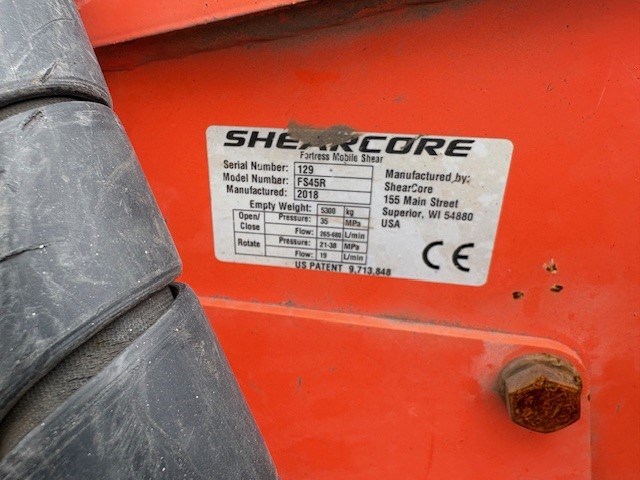 SHEARCORE
Fortress Mobile Shear
Serial Number: 129
Model Number: FS45R
Manufactured: 2018
Empty Weight: 5300 kg
Open/Close Pressure: 35 MPa
Flow: 265-600 L/min
Rotate Pressure: 21-38 MPa
Flow: 19 L/min
US PATENT 9,713,848
Manufactured by:
ShearCore
155 Main Street
Superior, WI 54880
USA
CE